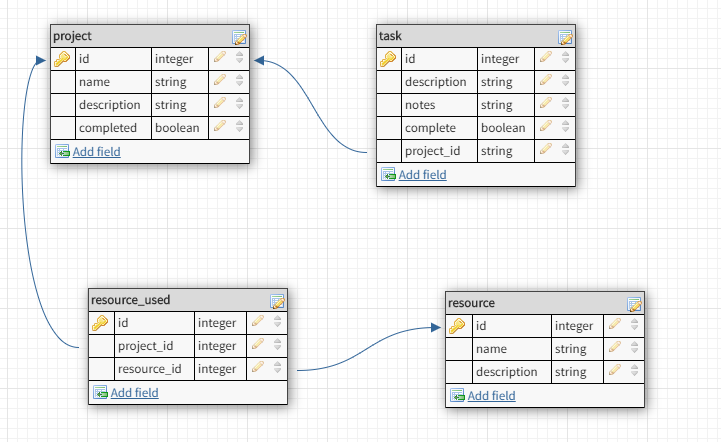 project
id integer
name string
description string
completed boolean
Add field
task
id integer
description string
notes string
complete boolean
project_id string
Add field
resource_used
id integer
project_id integer
resource_id integer
Add field
resource
id integer
name string
description string
Add field